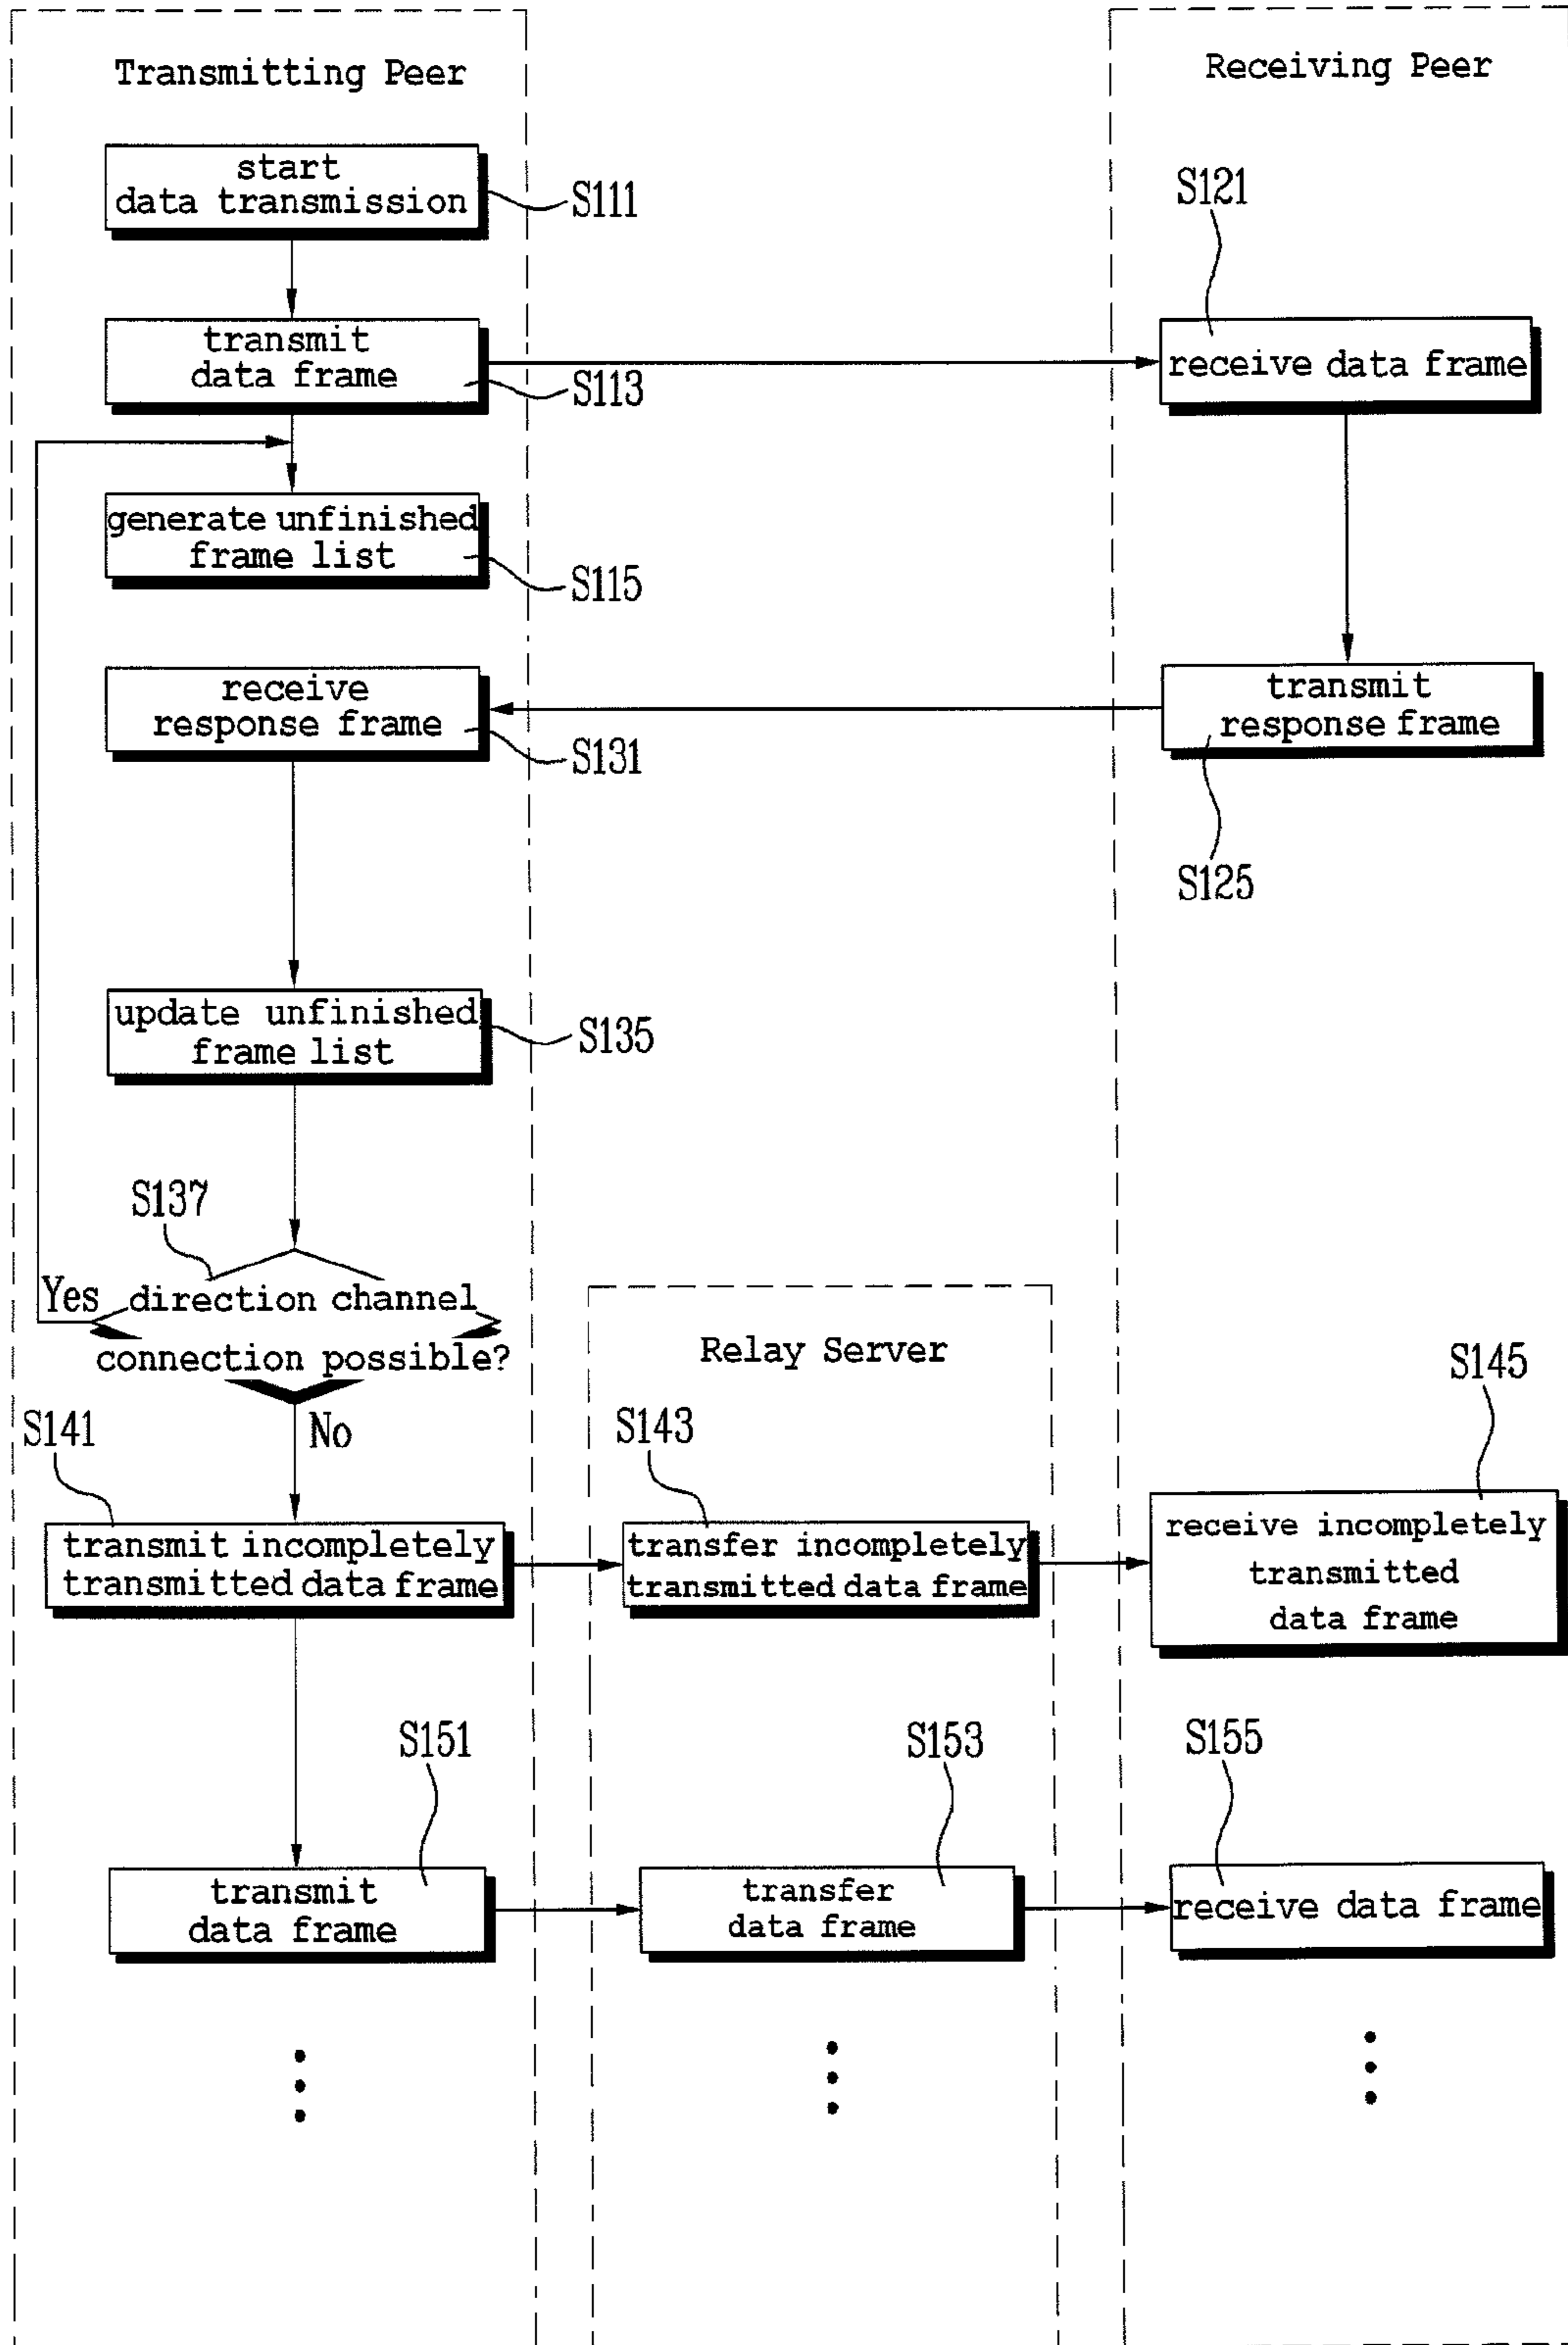 Transmitting Peer
Receiving Peer
start
data transmission
S111
S121
transmit
data frame
S113
receive data frame
generate unfinished
frame list
S115
receive
response frame
S131
transmit
response frame
S125
update unfinished
frame list
S135
S137
Yes
direction channel
connection possible?
No
Relay Server
S141
S143
S145
transmit incompletely
transmitted data frame
transfer incompletely
transmitted data frame
receive incompletely
transmitted
data frame
S151
S153
S155
transmit
data frame
transfer
data frame
receive data frame